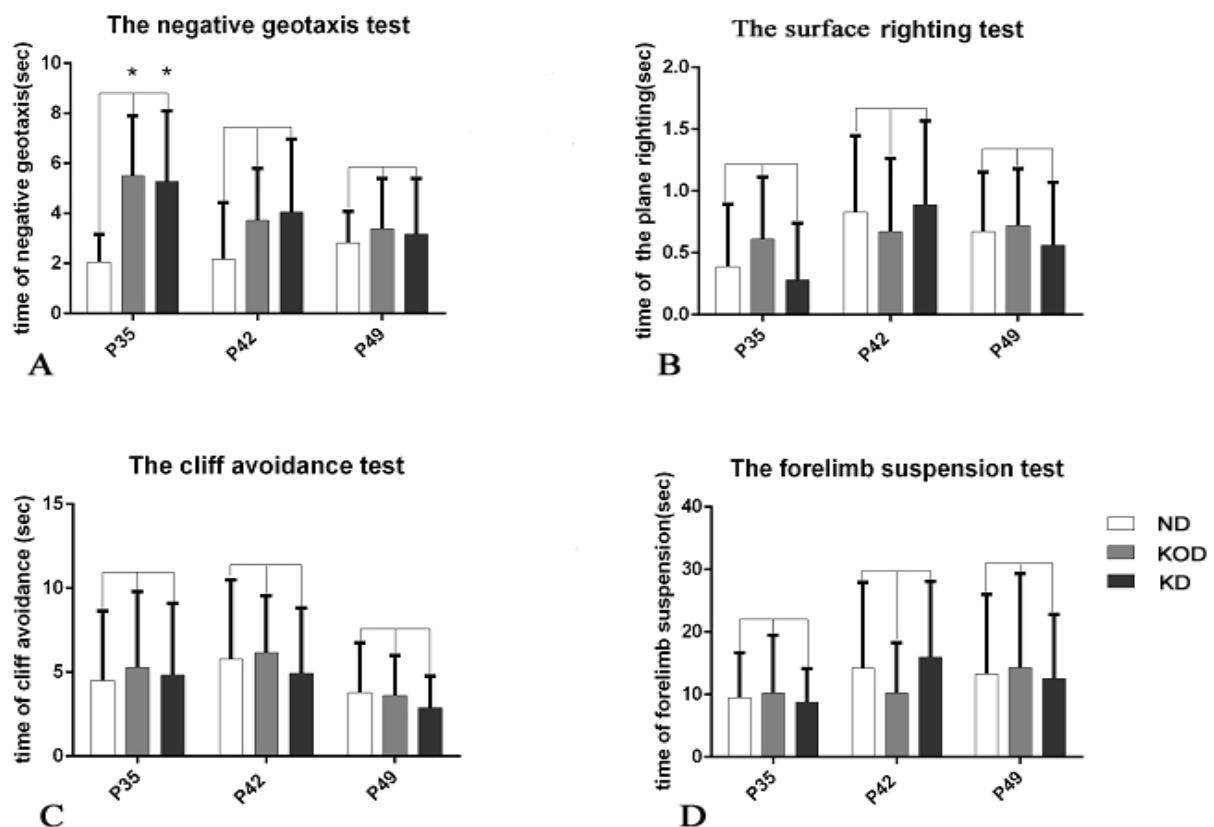 The negative geotaxis test
time of negative geotaxis(sec)
10
8
6
4
2
0
* *
P35 P42 P49
A
The surface righting test
time of the plane righting(sec)
2.0
1.5
1.0
0.5
0.0
P35 P42 P49
B
The cliff avoidance test
time of cliff avoidance (sec)
15
10
5
0
P35 P42 P49
C
The forelimb suspension test
time of forelimb suspension(sec)
40
30
20
10
0
P35 P42 P49
D
ND
KOD
KD